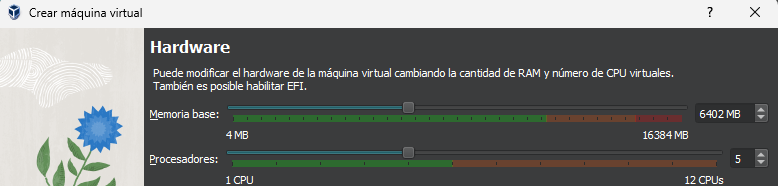 Crear máquina virtual
Hardware
Puede modificar el hardware de la máquina virtual cambiando la cantidad de RAM y número de CPU virtuales.
También es posible habilitar EFI.
Memoria base:
6402 MB
4 MB
16384 MB
Procesadores:
5
1 CPU
12 CPUs